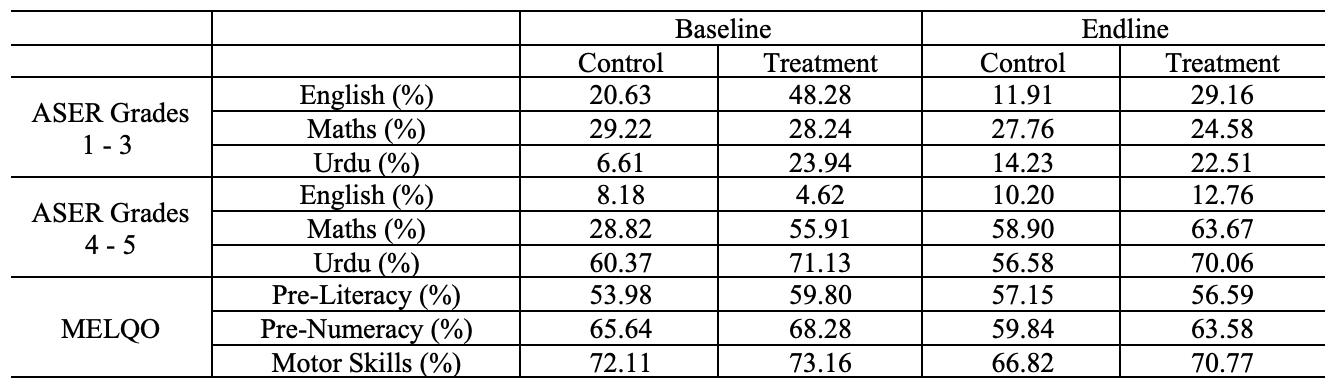 Baseline Endline
Control Treatment Control Treatment
ASER Grades 1 - 3 English (%) 20.63 48.28 11.91 29.16
Maths (%) 29.22 28.24 27.76 24.58
Urdu (%) 6.61 23.94 14.23 22.51
ASER Grades 4 - 5 English (%) 8.18 4.62 10.20 12.76
Maths (%) 28.82 55.91 58.90 63.67
Urdu (%) 60.37 71.13 56.58 70.06
MELQO Pre-Literacy (%) 53.98 59.80 57.15 56.59
Pre-Numeracy (%) 65.64 68.28 59.84 63.58
Motor Skills (%) 72.11 73.16 66.82 70.77